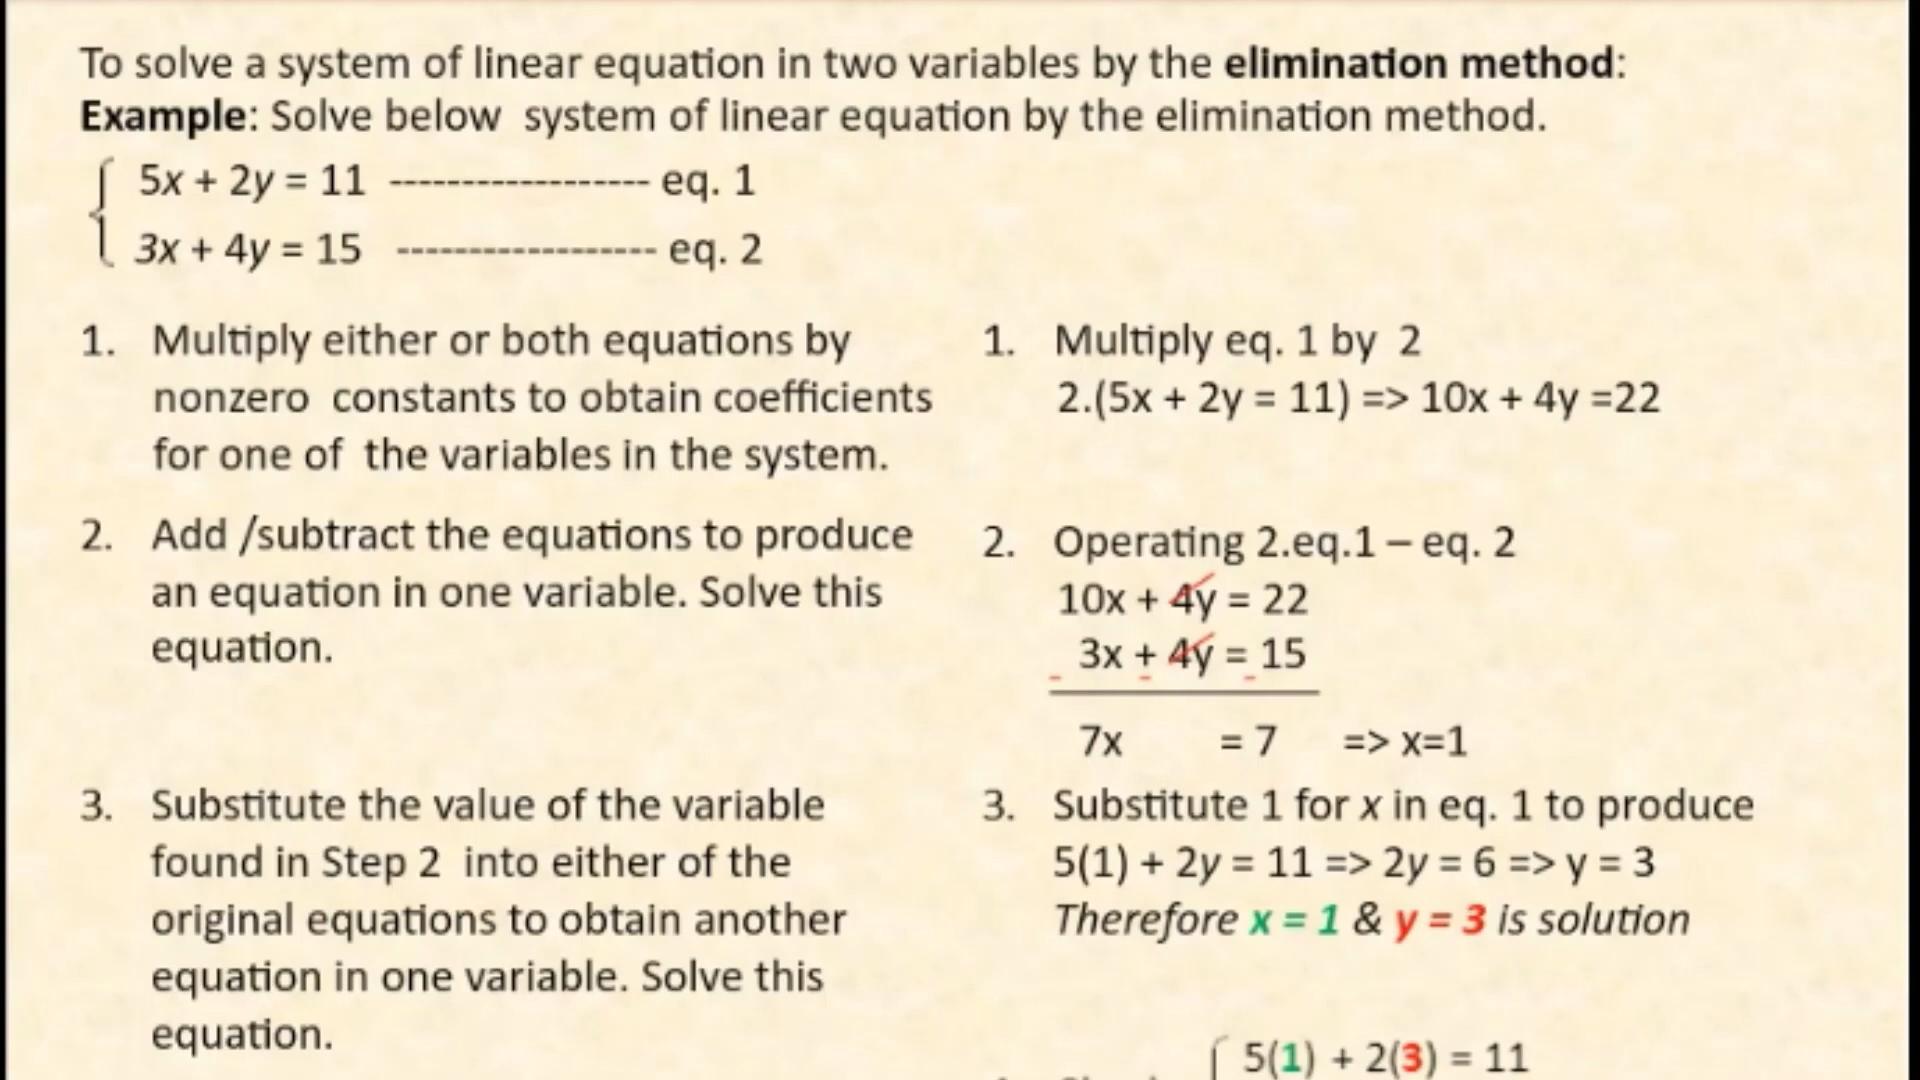 To solve a system of linear equation in two variables by the elimination method:
Example: Solve below system of linear equation by the elimination method.
5x + 2y = 11 ------------------ eq. 1
3x + 4y = 15 ------------------ eq. 2
1. Multiply either or both equations by
nonzero constants to obtain coefficients
for one of the variables in the system.
1. Multiply eq. 1 by 2
2.(5x + 2y = 11) => 10x + 4y =22
2. Add /subtract the equations to produce
an equation in one variable. Solve this
equation.
2. Operating 2.eq.1 – eq. 2
10x + 4y = 22
3x + 4y = 15
- - -
7x = 7 => x=1
3. Substitute the value of the variable
found in Step 2 into either of the
original equations to obtain another
equation in one variable. Solve this
equation.
3. Substitute 1 for x in eq. 1 to produce
5(1) + 2y = 11 => 2y = 6 => y = 3
Therefore x = 1 & y = 3 is solution
5(1) + 2(3) = 11